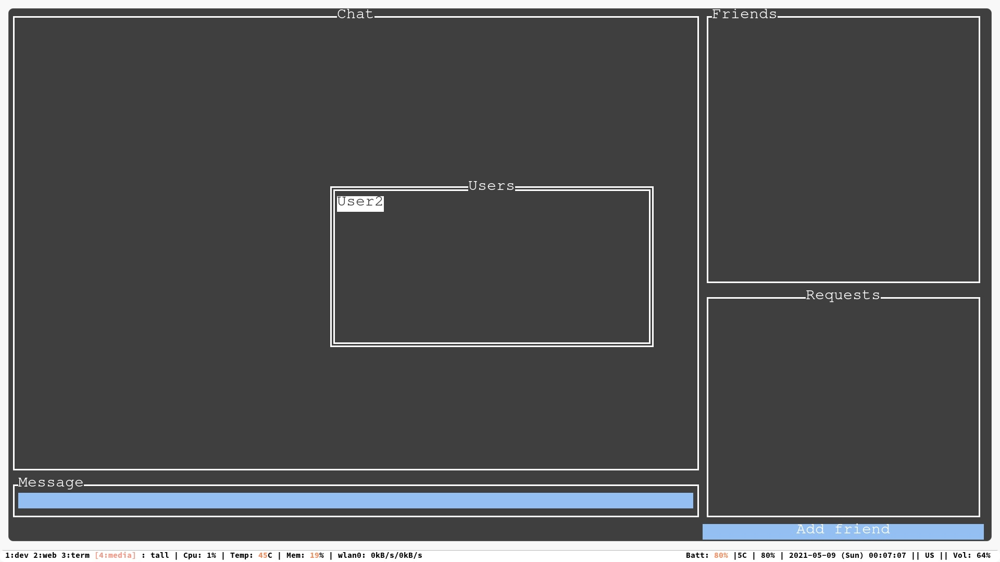 Chat
Friends
Users
User2
Requests
Message
Add friend
1:dev 2:web 3:term [4:media] : tall | Cpu: 1% | Temp: 45C | Mem: 19% | wlan0: 0kB/s/0kB/s
Batt: 80% |5C | 80% | 2021-05-09 (Sun) 00:07:07 || US || Vol: 64%